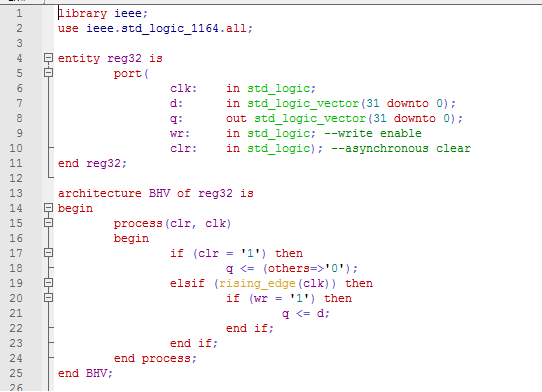 1 library ieee;
2 use ieee.std_logic_1164.all;
3
4 entity reg32 is
5 port(
6 clk: in std_logic;
7 d: in std_logic_vector(31 downto 0);
8 q: out std_logic_vector(31 downto 0);
9 wr: in std_logic; --write enable
10 clr: in std_logic); --asynchronous clear
11 end reg32;
12
13 architecture BHV of reg32 is
14 begin
15 process(clr, clk)
16 begin
17 if (clr = '1') then
18 q <= (others=>'0');
19 elsif (rising_edge(clk)) then
20 if (wr = '1') then
21 q <= d;
22 end if;
23 end if;
24 end process;
25 end BHV;
26